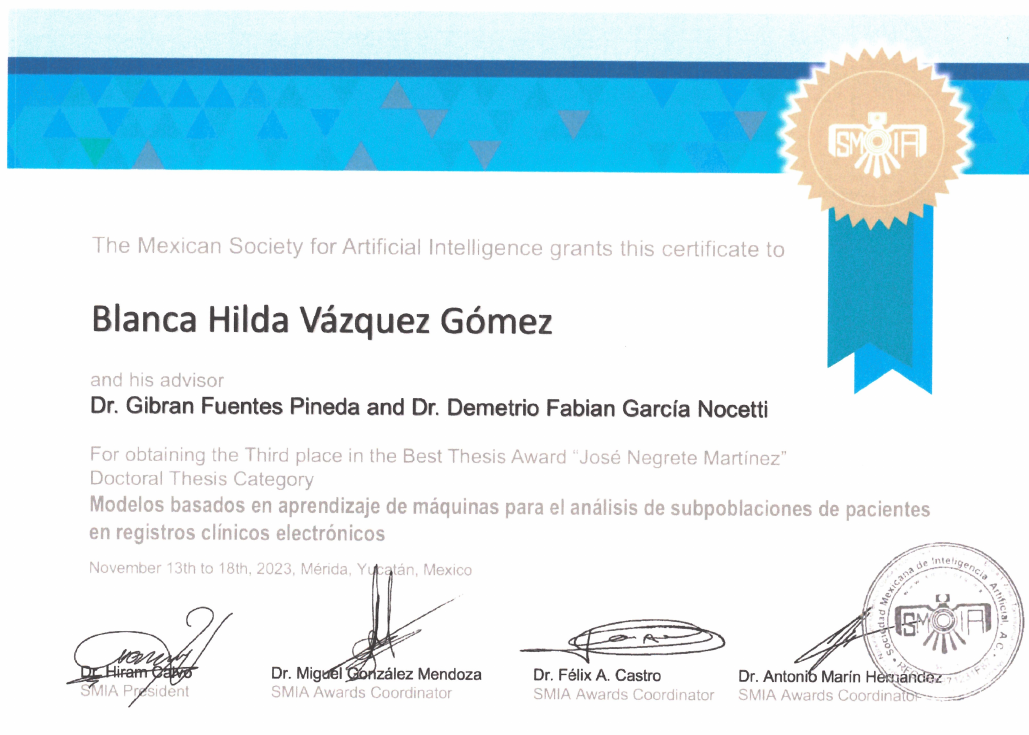 SMIA
The Mexican Society for Artificial Intelligence grants this certificate to
Blanca Hilda Vázquez Gómez
and his advisor
Dr. Gibran Fuentes Pineda and Dr. Demetrio Fabian García Nocetti
For obtaining the Third place in the Best Thesis Award “José Negrete Martínez”
Doctoral Thesis Category
Modelos basados en aprendizaje de máquinas para el análisis de subpoblaciones de pacientes
en registros clínicos electrónicos
November 13th to 18th, 2023, Mérida, Yucatán, Mexico
Dr. Hiram Calvo
SMIA President
Dr. Miguel González Mendoza
SMIA Awards Coordinator
Dr. Félix A. Castro
SMIA Awards Coordinator
Dr. Antonio Marín Hernández
SMIA Awards Coordinator
Sociedad Mexicana de Inteligencia Artificial, A.C.
SMIA